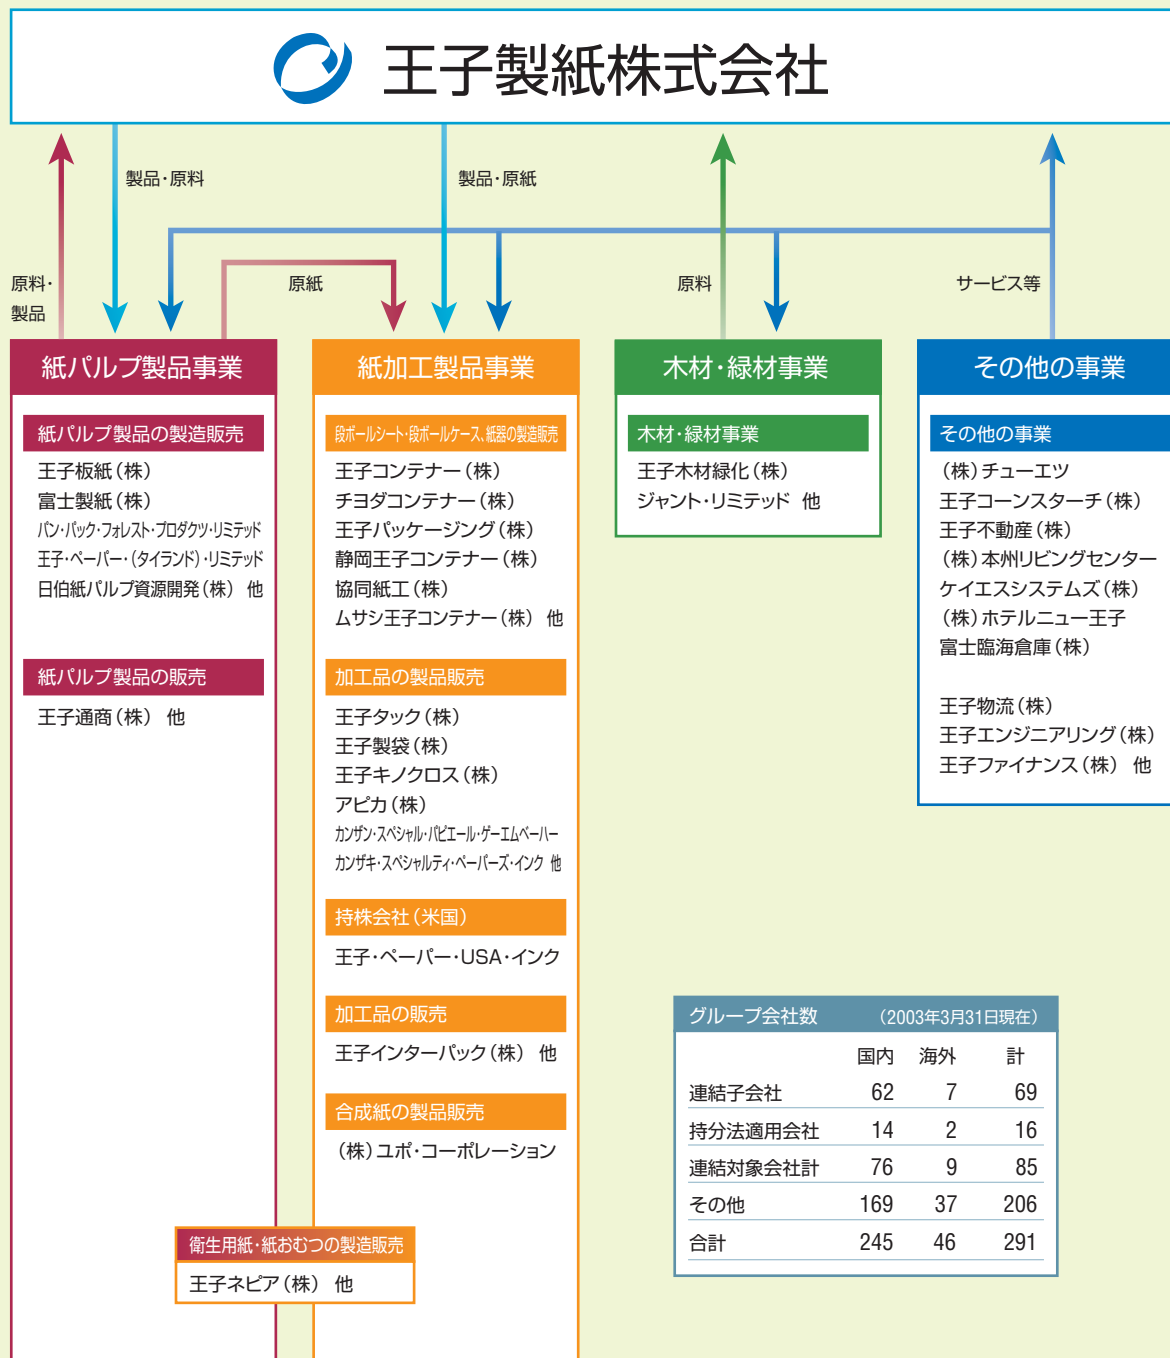 王子製紙株式会社
製品・原料
製品・原紙
原料・
製品
原紙
原料
サービス等
紙パルプ製品事業
紙パルプ製品の製造販売
王子板紙(株)
富士製紙(株)
パン・パック・フォレスト・プロダクツ・リミテッド
王子・ペーパー・(タイランド)・リミテッド
日伯紙パルプ資源開発(株) 他
紙パルプ製品の販売
王子通商(株) 他
紙加工製品事業
段ボールシート・段ボールケース、紙器の製造販売
王子コンテナー(株)
チヨダコンテナー(株)
王子パッケージング(株)
静岡王子コンテナー(株)
協同紙工(株)
ムサシ王子コンテナー(株) 他
加工品の製品販売
王子タック(株)
王子製袋(株)
王子キノクロス(株)
アピカ(株)
カンザン・スペシャル・パピエール・ゲーエムベーハー
カンザキ・スペシャルティ・ペーパーズ・インク 他
持株会社(米国)
王子・ペーパー・USA・インク
加工品の販売
王子インターパック(株) 他
合成紙の製品販売
(株)ユポ・コーポレーション
衛生用紙・紙おむつの製造販売
王子ネピア(株) 他
木材・緑材事業
木材・緑材事業
王子木材緑化(株)
ジャント・リミテッド 他
その他の事業
その他の事業
(株)チューエツ
王子コーンスターチ(株)
王子不動産(株)
(株)本州リビングセンター
ケイエスシステムズ(株)
(株)ホテルニュー王子
富士臨海倉庫(株)
王子物流(株)
王子エンジニアリング(株)
王子ファイナンス(株) 他
グループ会社数 (2003年3月31日現在)
国内 海外 計
連結子会社 62 7 69
持分法適用会社 14 2 16
連結対象会社計 76 9 85
その他 169 37 206
合計 245 46 291